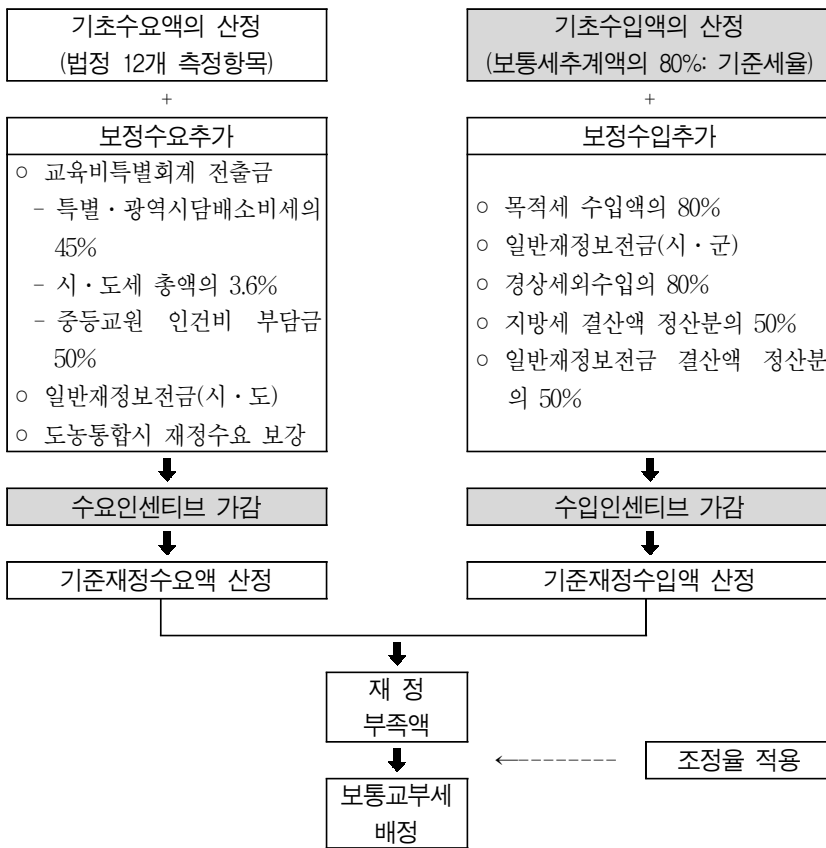 기초수요액의 산정
(법정 12개 측정항목)
+
보정수요추가
○ 교육비특별회계 전출금
- 특별·광역시담배소비세의
45%
- 시·도세 총액의 3.6%
- 중등교원 인건비 부담금
50%
○ 일반재정보전금(시·도)
○ 도농통합시 재정수요 보강
수요인센티브 가감
기준재정수요액 산정
기초수입액의 산정
(보통세추계액의 80%: 기준세율)
+
보정수입추가
○ 목적세 수입액의 80%
○ 일반재정보전금(시·군)
○ 경상세외수입의 80%
○ 지방세 결산액 정산분의 50%
○ 일반재정보전금 결산액 정산분
의 50%
수입인센티브 가감
기준재정수입액 산정
재 정
부족액
조정율 적용
보통교부세
배정